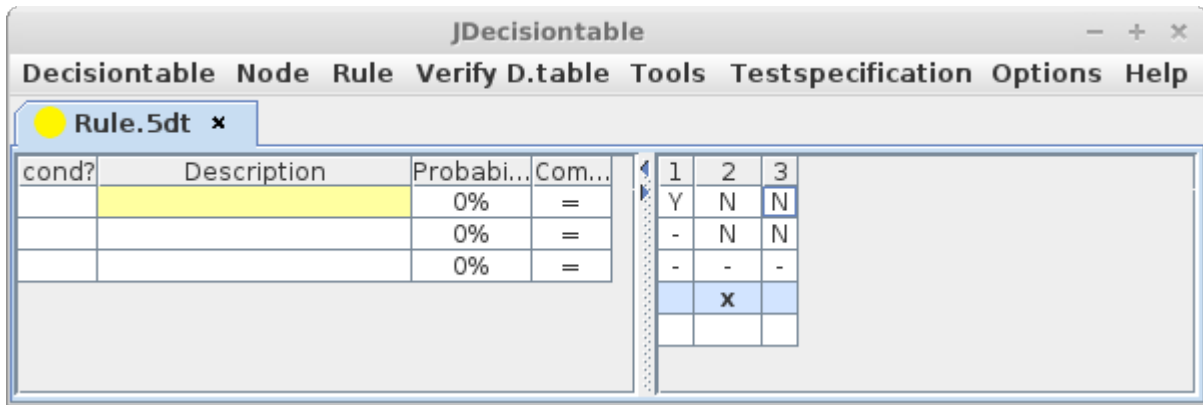 JDecisiontable
Decisiontable Node Rule Verify D.table Tools Testspecification Options Help
Rule.5dt
cond? Description Probabi... Com... 1 2 3
0% = Y N N
0% = - N N
0% = - - -
x